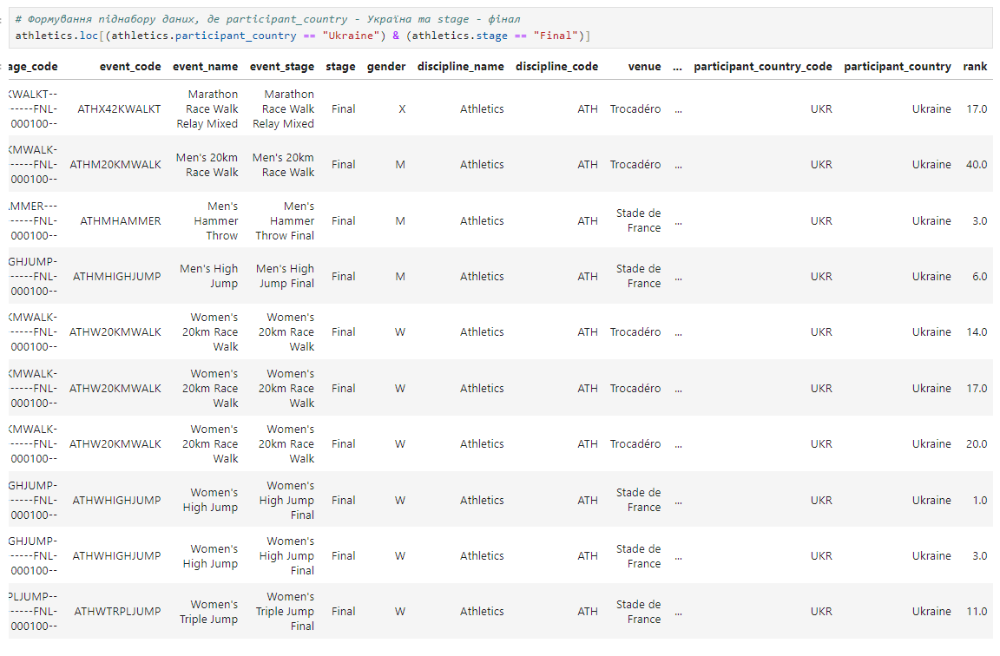 # Формування піднабору даних, де participant_country - Україна та stage - фінал
athletics.loc[(athletics.participant_country == "Ukraine") & (athletics.stage == "Final")]
age_code event_code event_name event_stage stage gender discipline_name discipline_code venue ... participant_country_code participant_country rank
KWALKT-- Marathon Marathon
------FNL- ATHX42KWALKT Race Walk Race Walk Final X Athletics ATH Trocadéro ... UKR Ukraine 17.0
000100-- Relay Mixed Relay Mixed
KMWALK-
------FNL- ATHM20KMWALK Men's 20km Men's 20km Final M Athletics ATH Trocadéro ... UKR Ukraine 40.0
000100-- Race Walk Race Walk
AMMER--- Men's Men's
------FNL- ATHMHAMMER Hammer Hammer Final M Athletics ATH Stade de France ... UKR Ukraine 3.0
000100-- Throw Throw Final
GHJUMP-
------FNL- ATHMHIGHJUMP Men's High Men's High Final M Athletics ATH Stade de France ... UKR Ukraine 6.0
000100-- Jump Jump Final
KMWALK- Women's Women's
------FNL- ATHW20KMWALK 20km Race 20km Race Final W Athletics ATH Trocadéro ... UKR Ukraine 14.0
000100-- Walk Walk
KMWALK- Women's Women's
------FNL- ATHW20KMWALK 20km Race 20km Race Final W Athletics ATH Trocadéro ... UKR Ukraine 17.0
000100-- Walk Walk
KMWALK- Women's Women's
------FNL- ATHW20KMWALK 20km Race 20km Race Final W Athletics ATH Trocadéro ... UKR Ukraine 20.0
000100-- Walk Walk
GHJUMP- Women's
------FNL- ATHWHIGHJUMP Women's High Jump High Jump Final W Athletics ATH Stade de France ... UKR Ukraine 1.0
000100-- Final
GHJUMP- Women's
------FNL- ATHWHIGHJUMP Women's High Jump High Jump Final W Athletics ATH Stade de France ... UKR Ukraine 3.0
000100-- Final
PLJUMP-- Women's
------FNL- ATHWTRPLJUMP Women's Triple Jump Triple Jump Final W Athletics ATH Stade de France ... UKR Ukraine 11.0
000100-- Final